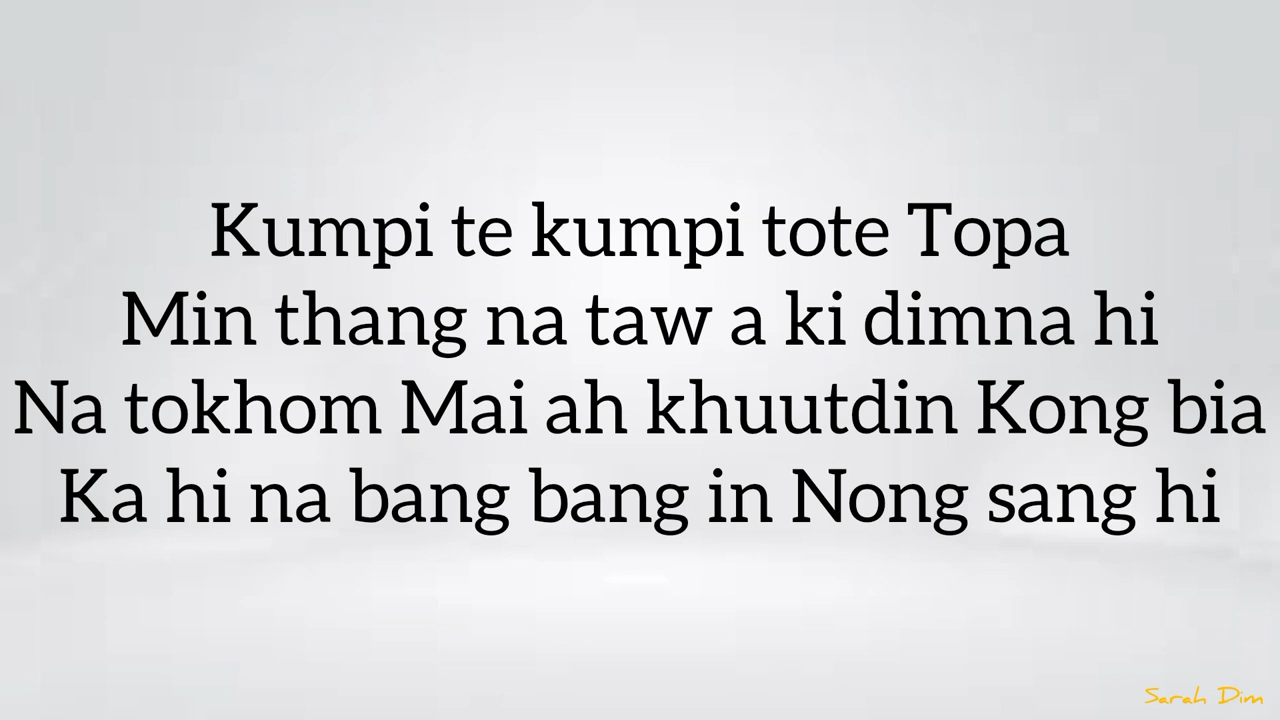 Kumpi te kumpi tote Topa
Min thang na taw a ki dimna hi
Na tokhom Mai ah khuutdin Kong bia
Ka hi na bang bang in Nong sang hi
Sarah Dim